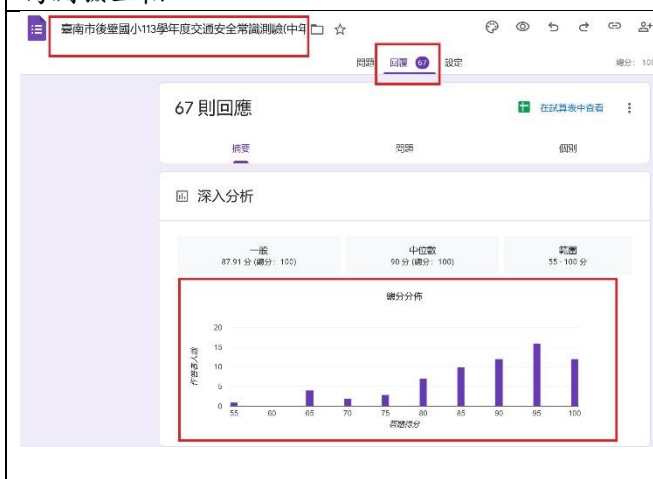 臺南市後壁國小113學年度交通安全常識測驗(中年
問題 回覆 67 設定 總分: 100
67 則回應
在試算表中查看
摘要 問題 個別
深入分析
一般 中位數 範圍
87.91 分 (總分: 100) 90 分 (總分: 100) 55 - 100 分
總分分佈
作答者人數
20
15
10
5
0
55 60 65 70 75 80 85 90 95 100
答題得分